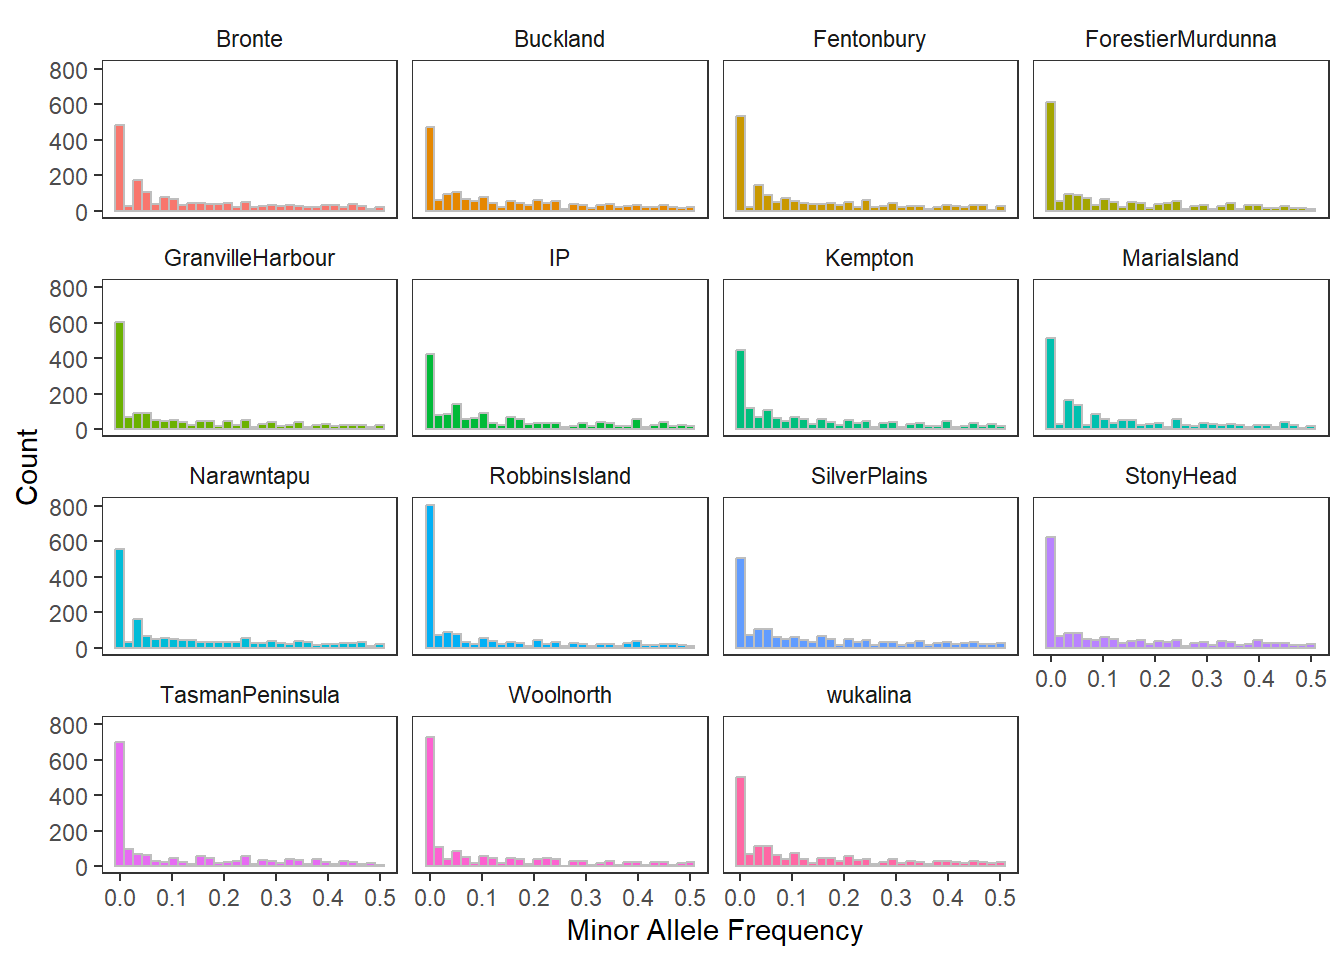 Bronte Buckland Fentonbury ForestierMurdunna
800
600
400
200
0
GranvilleHarbour IP Kempton MariaIsland
800
600
400
200
0
Count
Narawntapu RobbinsIsland SilverPlains StonyHead
800
600
400
200
0
0.0 0.1 0.2 0.3 0.4 0.5
TasmanPeninsula Woolnorth wukalina
800
600
400
200
0
0.0 0.1 0.2 0.3 0.4 0.5 0.0 0.1 0.2 0.3 0.4 0.5 0.0 0.1 0.2 0.3 0.4 0.5
Minor Allele Frequency